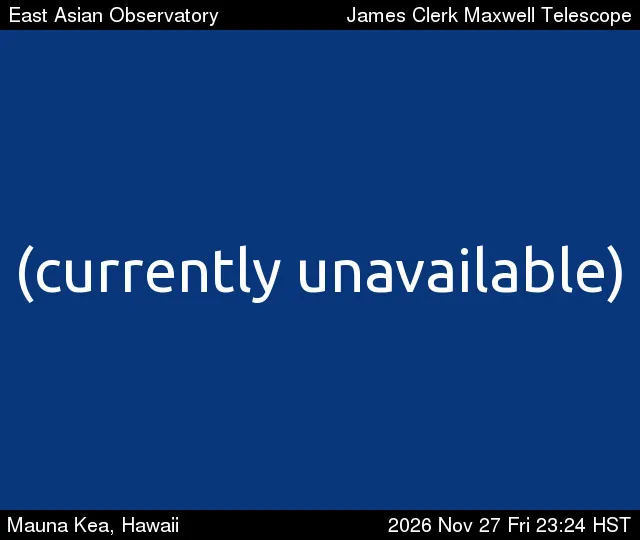 East Asian Observatory James Clerk Maxwell Telescope
(currently unavailable)
Mauna Kea, Hawaii 2026 Nov 27 Fri 23:24 HST